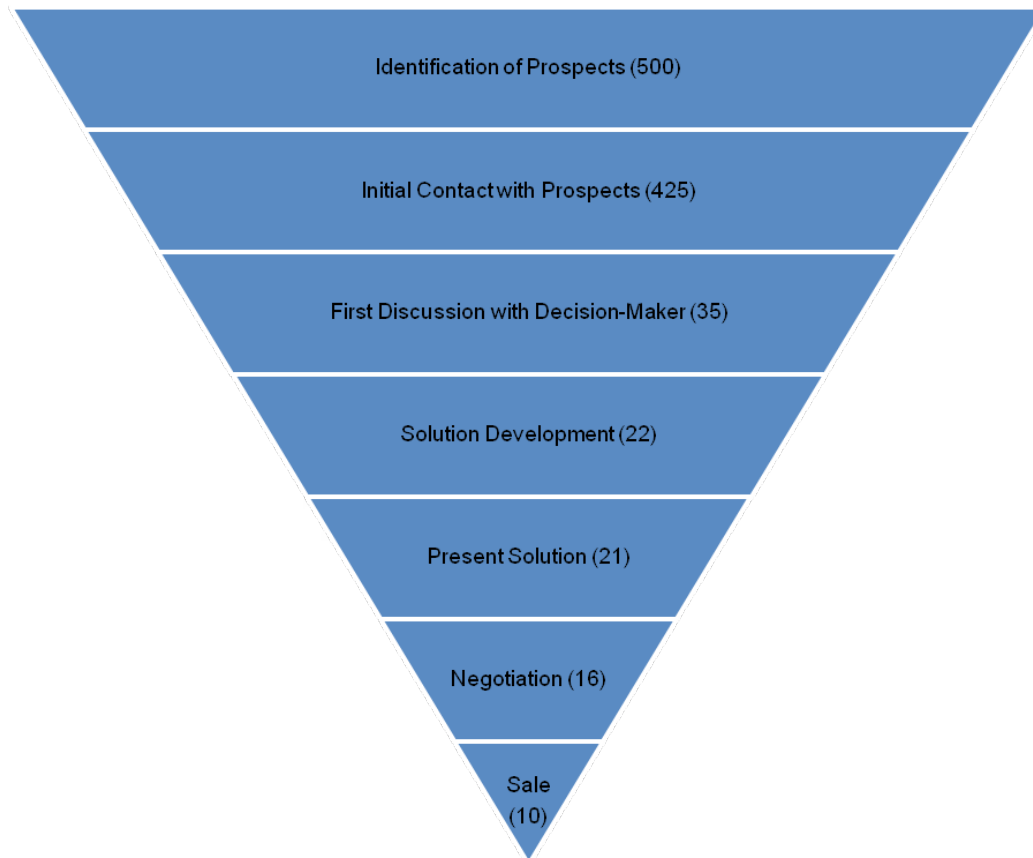 Identification of Prospects (500)
Initial Contact with Prospects (425)
First Discussion with Decision-Maker (35)
Solution Development (22)
Present Solution (21)
Negotiation (16)
Sale
(10)